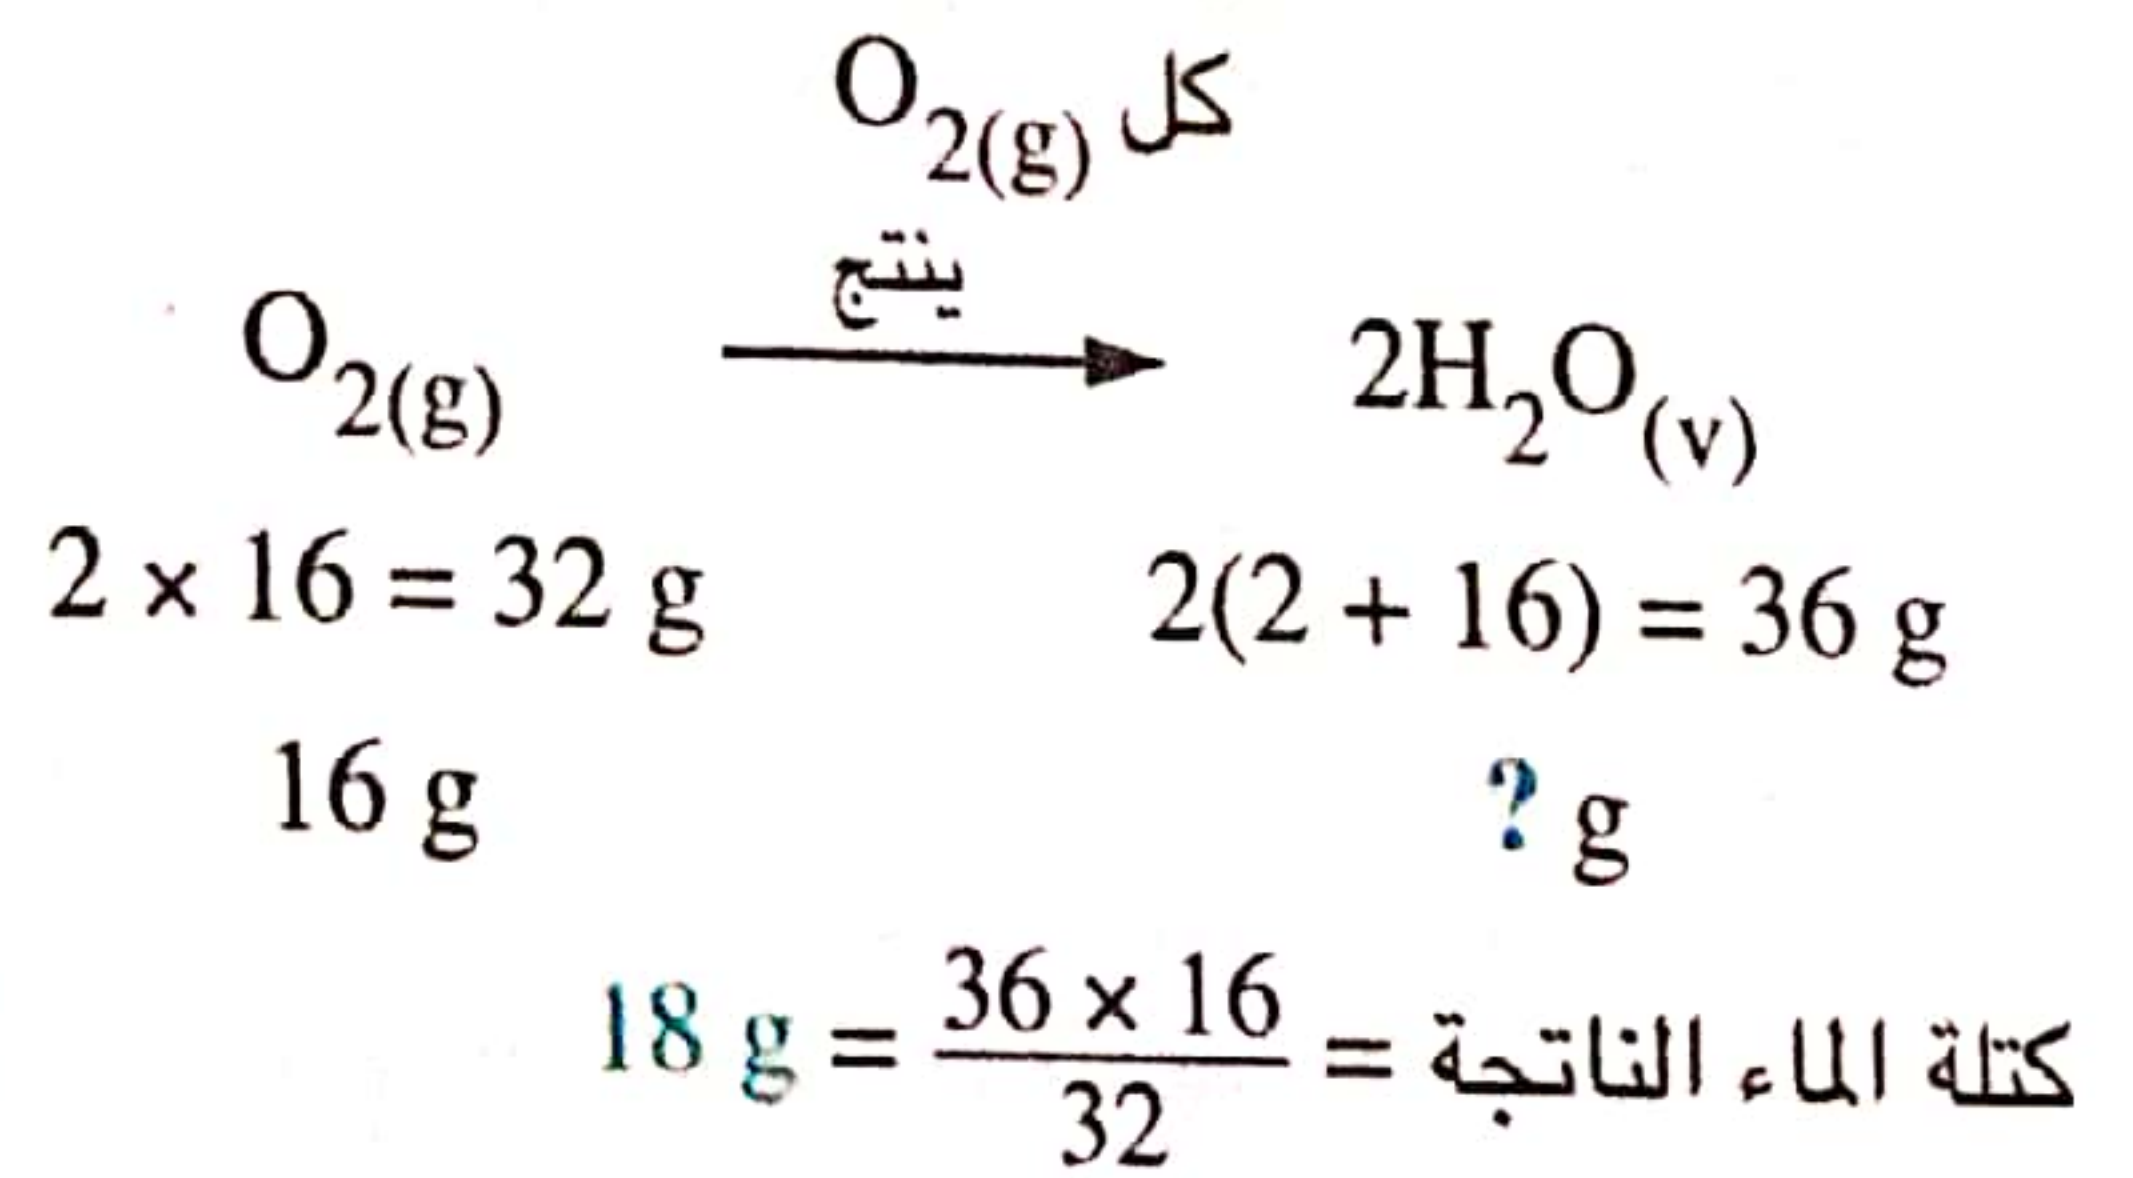 كل O₂(g)
ينتج
O₂(g) → 2H₂O(v)
2 × 16 = 32 g 2(2 + 16) = 36 g
16 g ? g
كتلة الماء الناتجة = 36 × 16 / 32 = 18 g